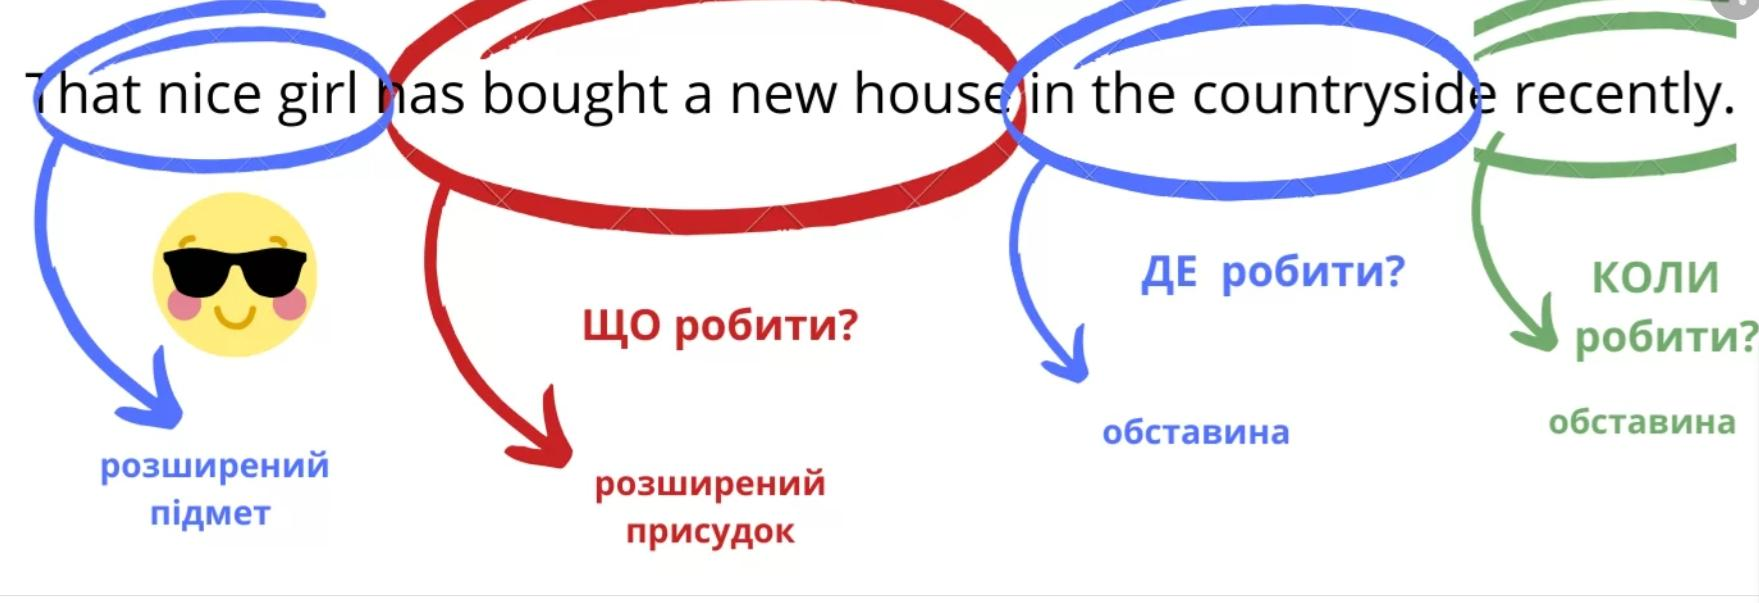 That nice girl has bought a new house in the countryside recently.
ЩО робити?
ДЕ робити?
КОЛИ
робити?
розширений
підмет
розширений
присудок
обставина
обставина